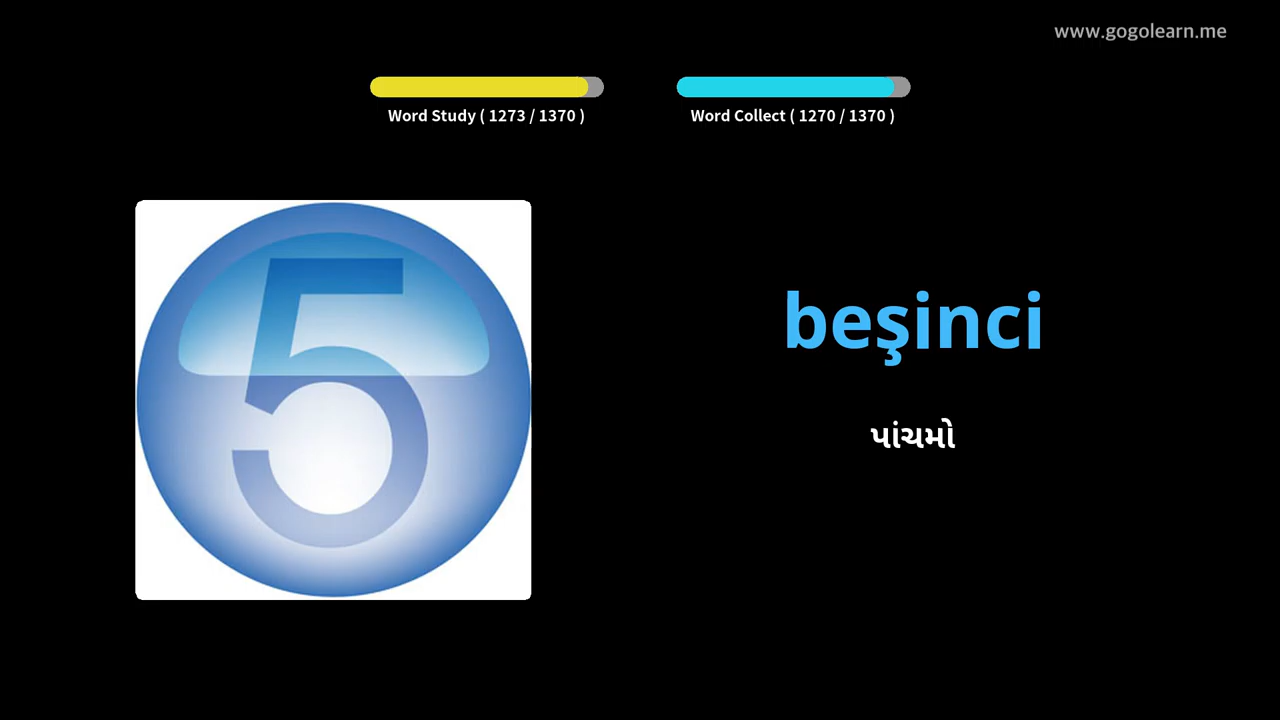 www.gogolearn.me
Word Study ( 1273 / 1370 )
Word Collect ( 1270 / 1370 )
5
beşinci
પાંચમો